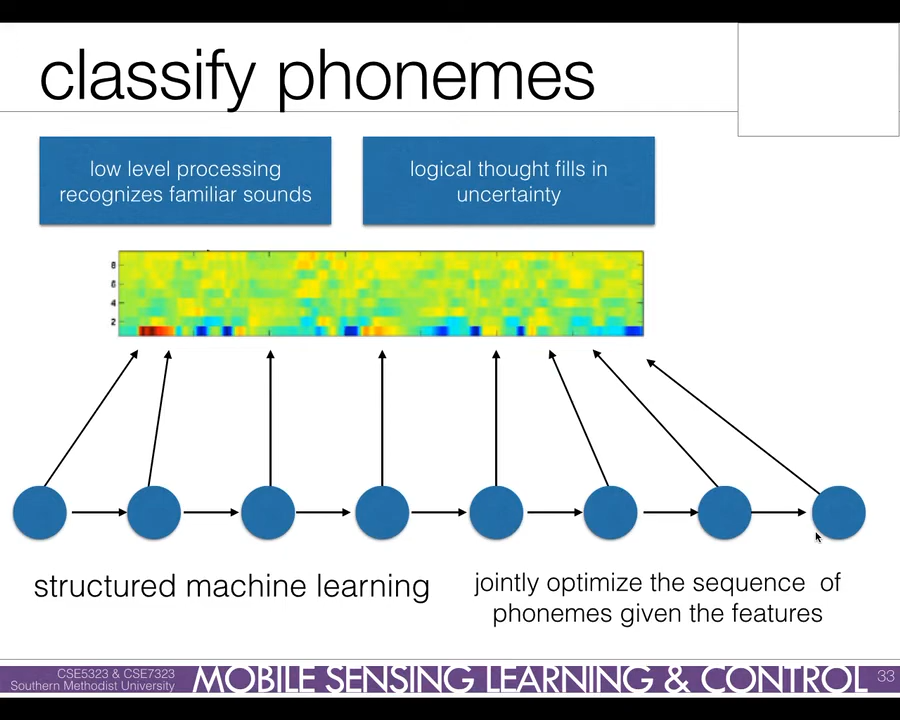 classify phonemes
low level processing
recognizes familiar sounds
logical thought fills in
uncertainty
8
6
4
2
structured machine learning
jointly optimize the sequence of
phonemes given the features
CSE5323 & CSE7323
Southern Methodist University
MOBILE SENSING LEARNING & CONTROL
33